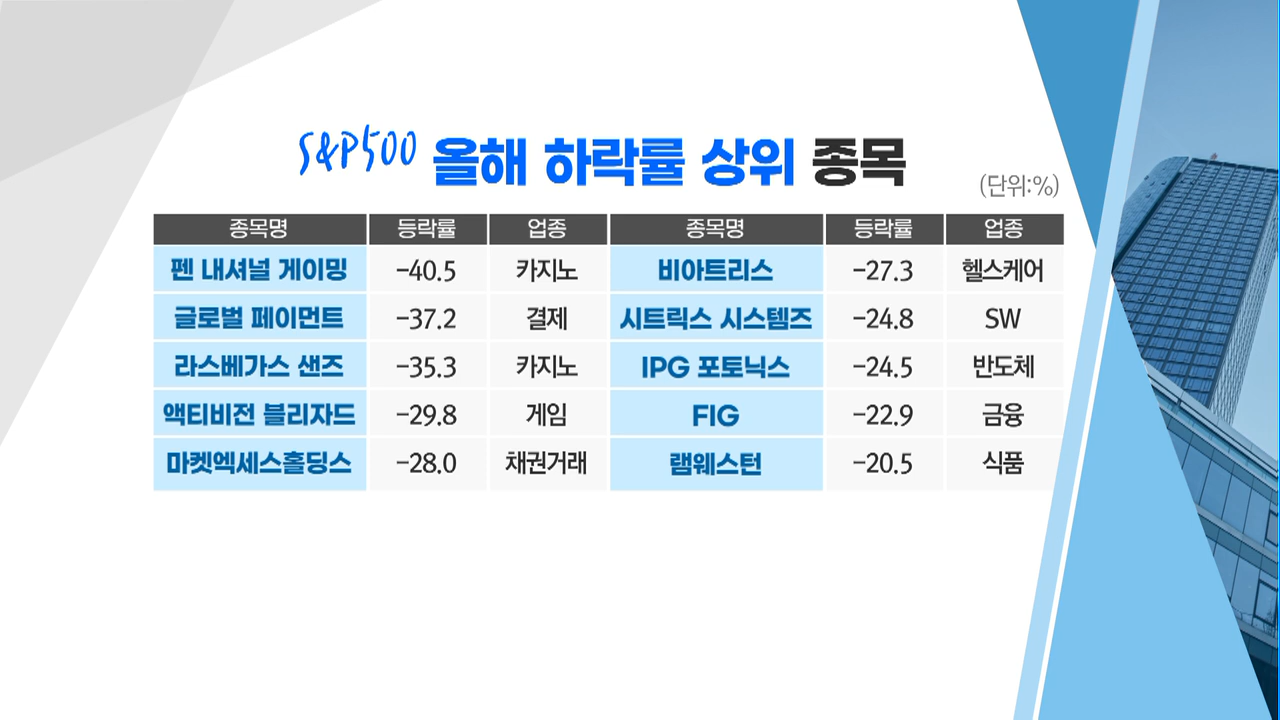 S&P500 올해 하락률 상위 종목
(단위:%)
종목명 등락률 업종 종목명 등락률 업종
펜 내셔널 게이밍 -40.5 카지노 비아트리스 -27.3 헬스케어
글로벌 페이먼트 -37.2 결제 시트릭스 시스템즈 -24.8 SW
라스베가스 샌즈 -35.3 카지노 IPG 포토닉스 -24.5 반도체
액티비전 블리자드 -29.8 게임 FIG -22.9 금융
마켓엑세스홀딩스 -28.0 채권거래 램웨스턴 -20.5 식품